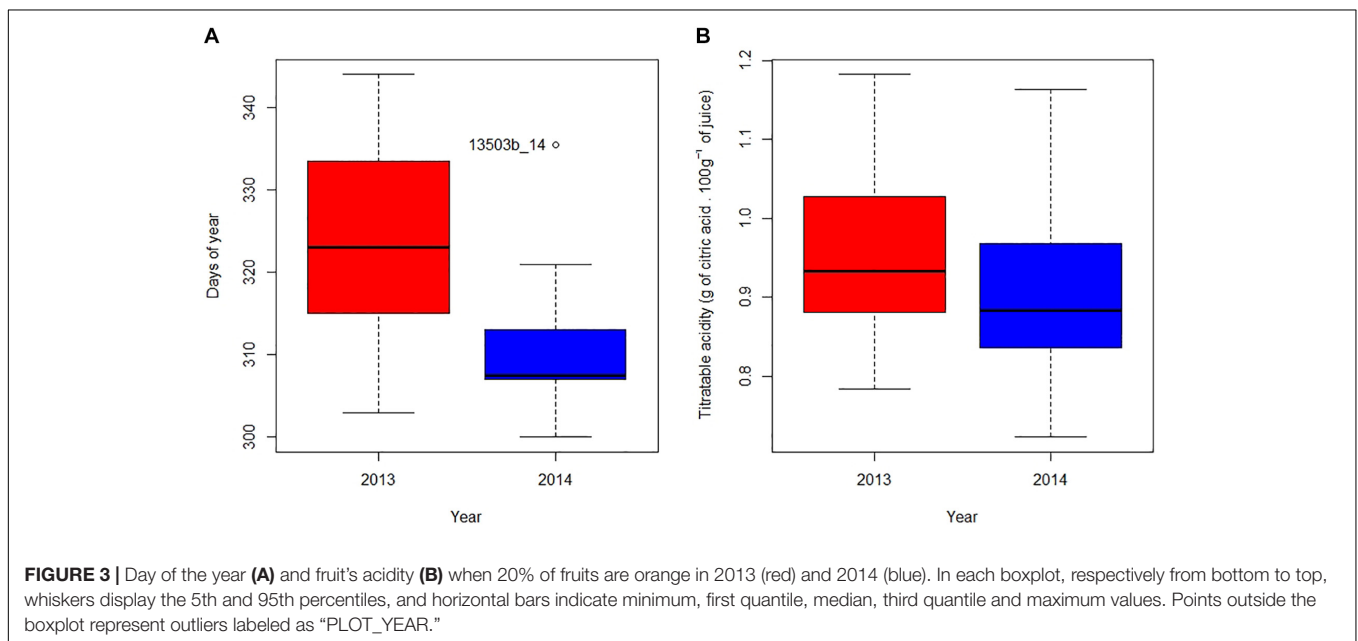 A
B
Days of year
340
330
320
310
300
13503b_14
2013
2014
Year
Titratable acidity (g of citric acid . 100g⁻¹ of juice)
1.2
1.1
1.0
0.9
0.8
2013
2014
Year
FIGURE 3 | Day of the year (A) and fruit's acidity (B) when 20% of fruits are orange in 2013 (red) and 2014 (blue). In each boxplot, respectively from bottom to top,
whiskers display the 5th and 95th percentiles, and horizontal bars indicate minimum, first quantile, median, third quantile and maximum values. Points outside the
boxplot represent outliers labeled as “PLOT_YEAR.”